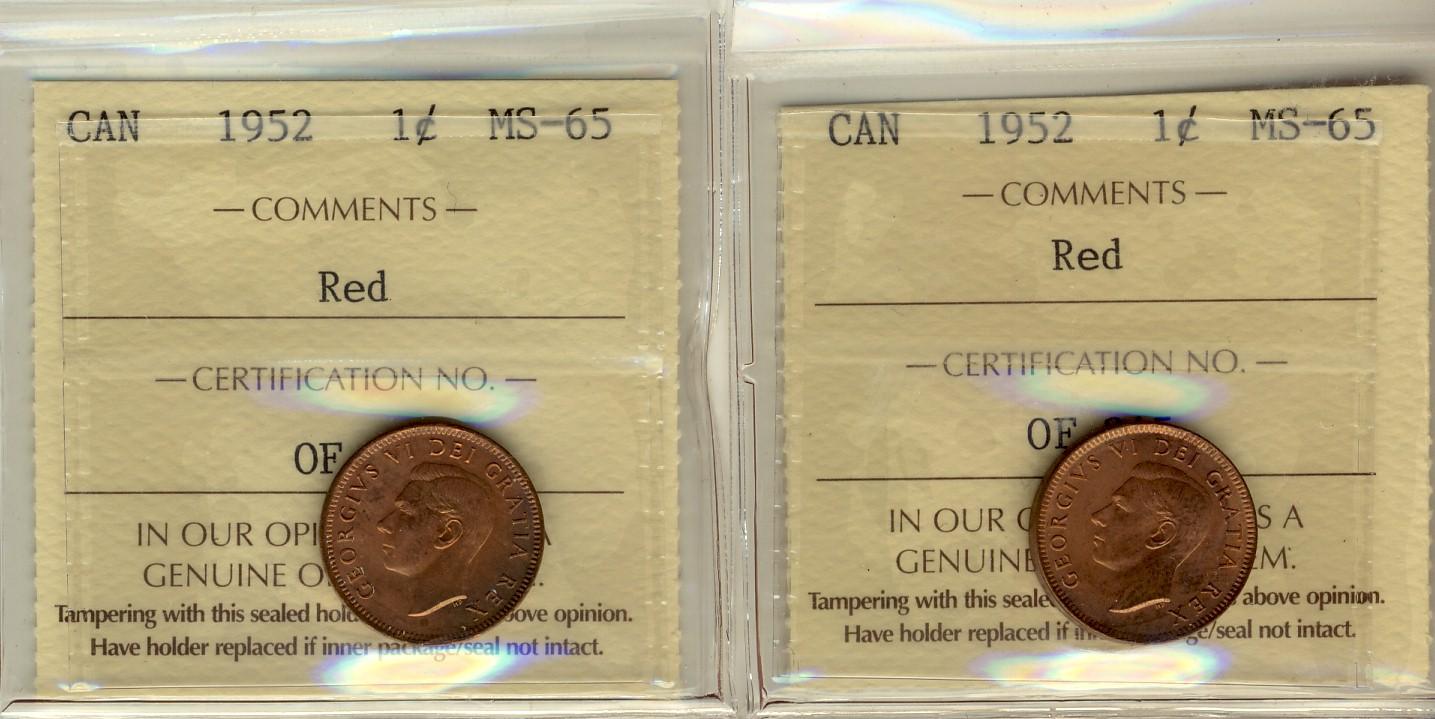 CAN 1952 1¢ MS-65
— COMMENTS —
Red
— CERTIFICATION NO. —
OF
IN OUR OPI A
GENUINE O
Tampering with this sealed hol ove opinion.
Have holder replaced if inner package/seal not intact.
GEORGIVS VI DEI GRATIA REX
CAN 1952 1¢ MS-65
— COMMENTS —
Red
— CERTIFICATION NO. —
OF
IN OUR S A
GENUINE EM.
Tampering with this seale above opinion.
Have holder replaced if in ge/seal not intact.
GEORGIVS VI DEI GRATIA REX